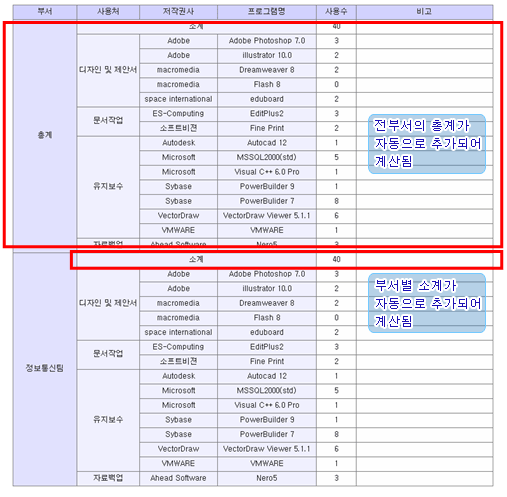 부서 사용처 저작권사 프로그램명 사용수 비고
총계 소계 40
디자인 및 제안서 Adobe Adobe Photoshop 7.0 3
Adobe illustrator 10.0 2
macromedia Dreamweaver 8 2
macromedia Flash 8 0
space international eduboard 2
문서작업 ES-Computing EditPlus2 3
소프트비젼 Fine Print 2
유지보수 Autodesk Autocad 12 1
Microsoft MSSQL2000(std) 5
Microsoft Visual C++ 6.0 Pro 1
Sybase PowerBuilder 9 1
Sybase PowerBulider 7 8
VectorDraw VectorDraw Viewer 5.1.1 6
VMWARE VMWARE 1
자료백업 Ahead Software Nero5 3
전부서의 총계가
자동으로 추가되어
계산됨
정보통신팀 소계 40
디자인 및 제안서 Adobe Adobe Photoshop 7.0 3
Adobe illustrator 10.0 2
macromedia Dreamweaver 8 2
macromedia Flash 8 0
space international eduboard 2
문서작업 ES-Computing EditPlus2 3
소프트비젼 Fine Print 2
유지보수 Autodesk Autocad 12 1
Microsoft MSSQL2000(std) 5
Microsoft Visual C++ 6.0 Pro 1
Sybase PowerBuilder 9 1
Sybase PowerBulider 7 8
VectorDraw VectorDraw Viewer 5.1.1 6
VMWARE VMWARE 1
자료백업 Ahead Software Nero5 3
부서별 소계가
자동으로 추가되어
계산됨